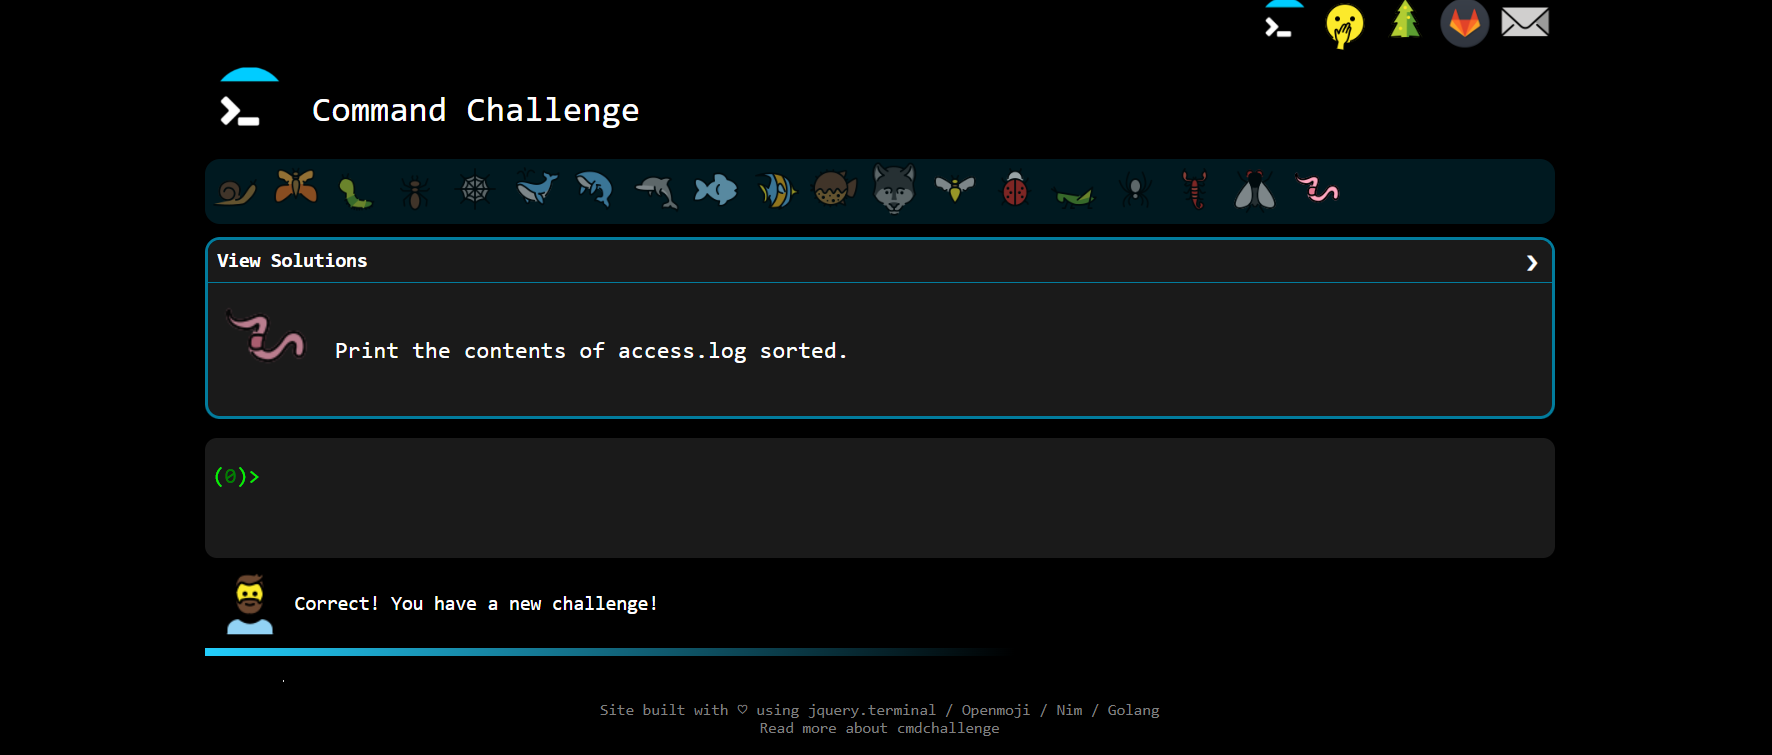 Command Challenge
View Solutions
Print the contents of access.log sorted.
(0)>
Correct! You have a new challenge!
Site built with ♡ using jquery.terminal / Openmoji / Nim / Golang
Read more about cmdchallenge